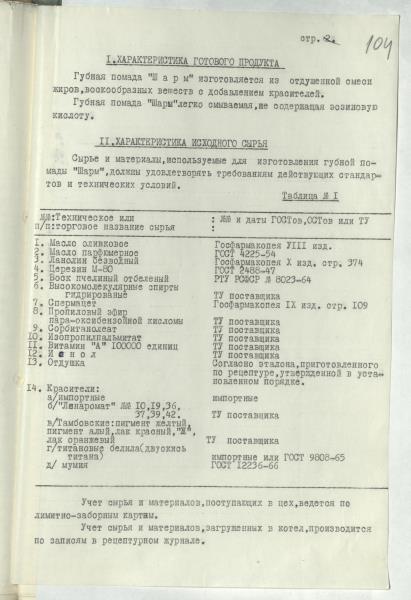 стр.2.
104
I.ХАРАКТЕРИСТИКА ГОТОВОГО ПРОДУКТА
Губная помада "Ш а р м" изготовляется из отдушенной смеси
жиров,воскообразных веществ с добавлением красителей.
Губная помада "Шарм"легко смываемая,не содержащая эозиловую
кислоту.
II.ХАРАКТЕРИСТИКА ИСХОДНОГО СЫРЬЯ
Сырье и материалы,используемые для изготовления губной по-
мады "Шарм",должны удовлетворять требованиям действующих стандар-
тов и технических условий.
Таблица № I
№№:Техническое или : №№ и даты ГОСТов,ОСТов или ТУ
п/п:торговое название сырья :
1. Масло оливковое Госфармакопея УIII изд.
2. Масло парфюмерное ГОСТ 4225-54
3. Ланолин безводный Госфармакопея X изд. стр. 374
4. Церезин М-80 ГОСТ 2488-47
5. Воск пчелиный отбеленый РТУ РСФСР № 8023-64
6. Высокомолекулярные спирты
гидрированые ТУ поставщика
7. Спермацет Госфармакопея IX изд. стр. 109
8. Пропиловый эфир
пара-оксибензойной кисломы ТУ поставщика
9. Сорбитанолеат ТУ поставщика
10. Изопропилпальмитат ТУ поставщика
11. Витамин "А" 100000 единиц ТУ поставщика
12. И о н о л ТУ поставщика
13. Отдушка Согласно эталона,приготовленного
по рецептуре,утвержденной в уста-
новленном порядке.
14. Красители:
а/импортные импортные
б/"Ленаромат" №№ 10,19,36,
37,39,42. ТУ поставщика
в/Тамбовские:пигмент желтый,
пигмент алый,лак красный,"Ж",
лак оранжевый ТУ поставщика
г/титановые белила(двуокись
титана) импортные или ГОСТ 9808-65
д/ мумия ГОСТ 12236-66
Учет сырья и материалов,поступающих в цех,ведется по
лимитно-заборным картам.
Учет сырья и материалов,загруженных в котел,производится
по записям в рецептурном журнале.